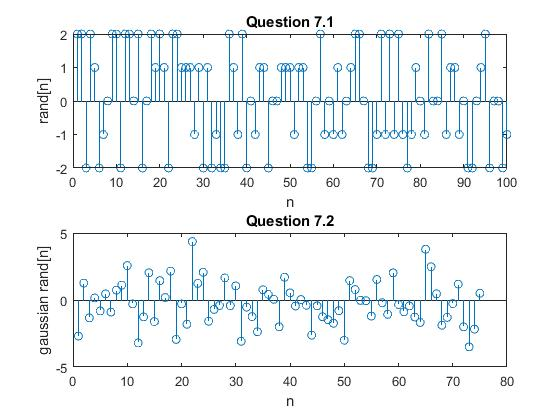 Question 7.1
2
1
0
-1
-2
rand[n]
0 10 20 30 40 50 60 70 80 90 100
n
Question 7.2
5
0
-5
gaussian rand[n]
0 10 20 30 40 50 60 70 80
n